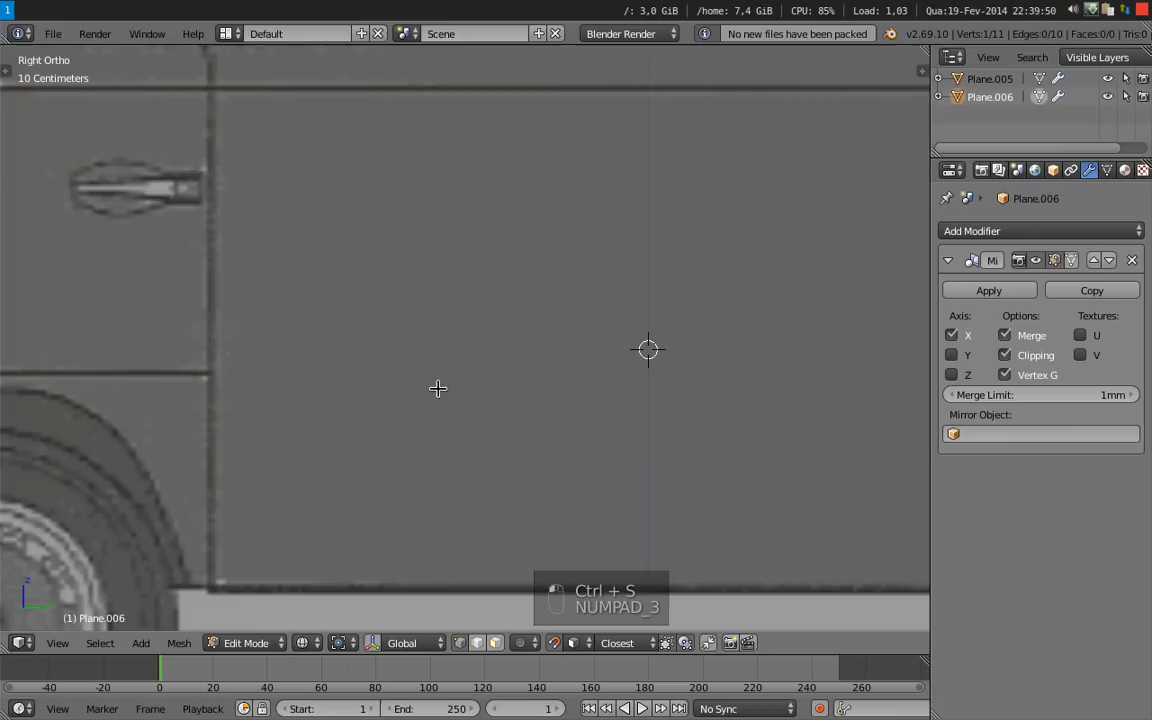 1
/: 3,0 GiB
/home: 7,4 GiB
CPU: 85%
Load: 1,03
Qua:19-Fev-2014 22:39:50
File
Render
Window
Help
Default
Scene
Blender Render
No new files have been packed
v2.69.10 | Verts:1/11 | Edges:0/10 | Faces:0/0 | Tris:0
Right Ortho
10 Centimeters
View
Search
Visible Layers
Plane.005
Plane.006
Plane.006
Add Modifier
Mi
Apply
Copy
Axis:
Options:
Textures:
X
Merge
U
Y
Clipping
V
Z
Vertex G
Merge Limit:
1mm
Mirror Object:
Ctrl + S
NUMPAD_3
z
(1) Plane.006
View
Select
Add
Mesh
Edit Mode
Global
Closest
-40
-20
0
20
40
60
80
100
120
140
160
180
200
220
240
260
View
Marker
Frame
Playback
Start: 1
End: 250
1
No Sync